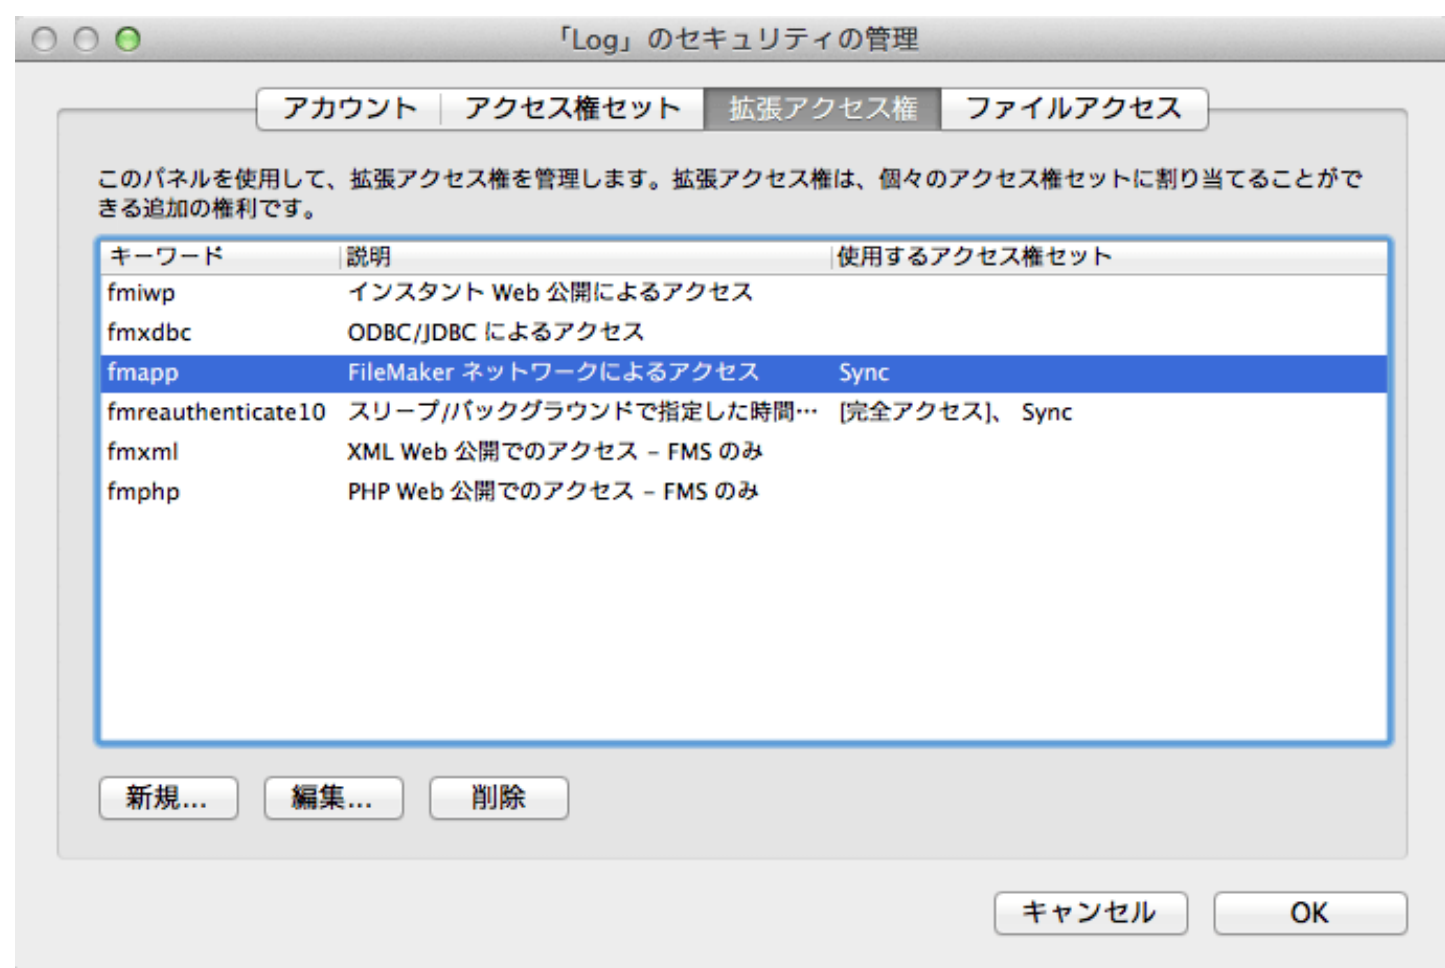 「Log」のセキュリティの管理
アカウント アクセス権セット 拡張アクセス権 ファイルアクセス
このパネルを使用して、拡張アクセス権を管理します。拡張アクセス権は、個々のアクセス権セットに割り当てることがで
きる追加の権利です。
キーワード 説明 使用するアクセス権セット
fmiwp インスタント Web 公開によるアクセス
fmxdbc ODBC/JDBC によるアクセス
fmapp FileMaker ネットワークによるアクセス Sync
fmreauthenticate10 スリープ/バックグラウンドで指定した時間… [完全アクセス]、 Sync
fmxml XML Web 公開でのアクセス – FMS のみ
fmphp PHP Web 公開でのアクセス – FMS のみ
新規... 編集... 削除
キャンセル OK